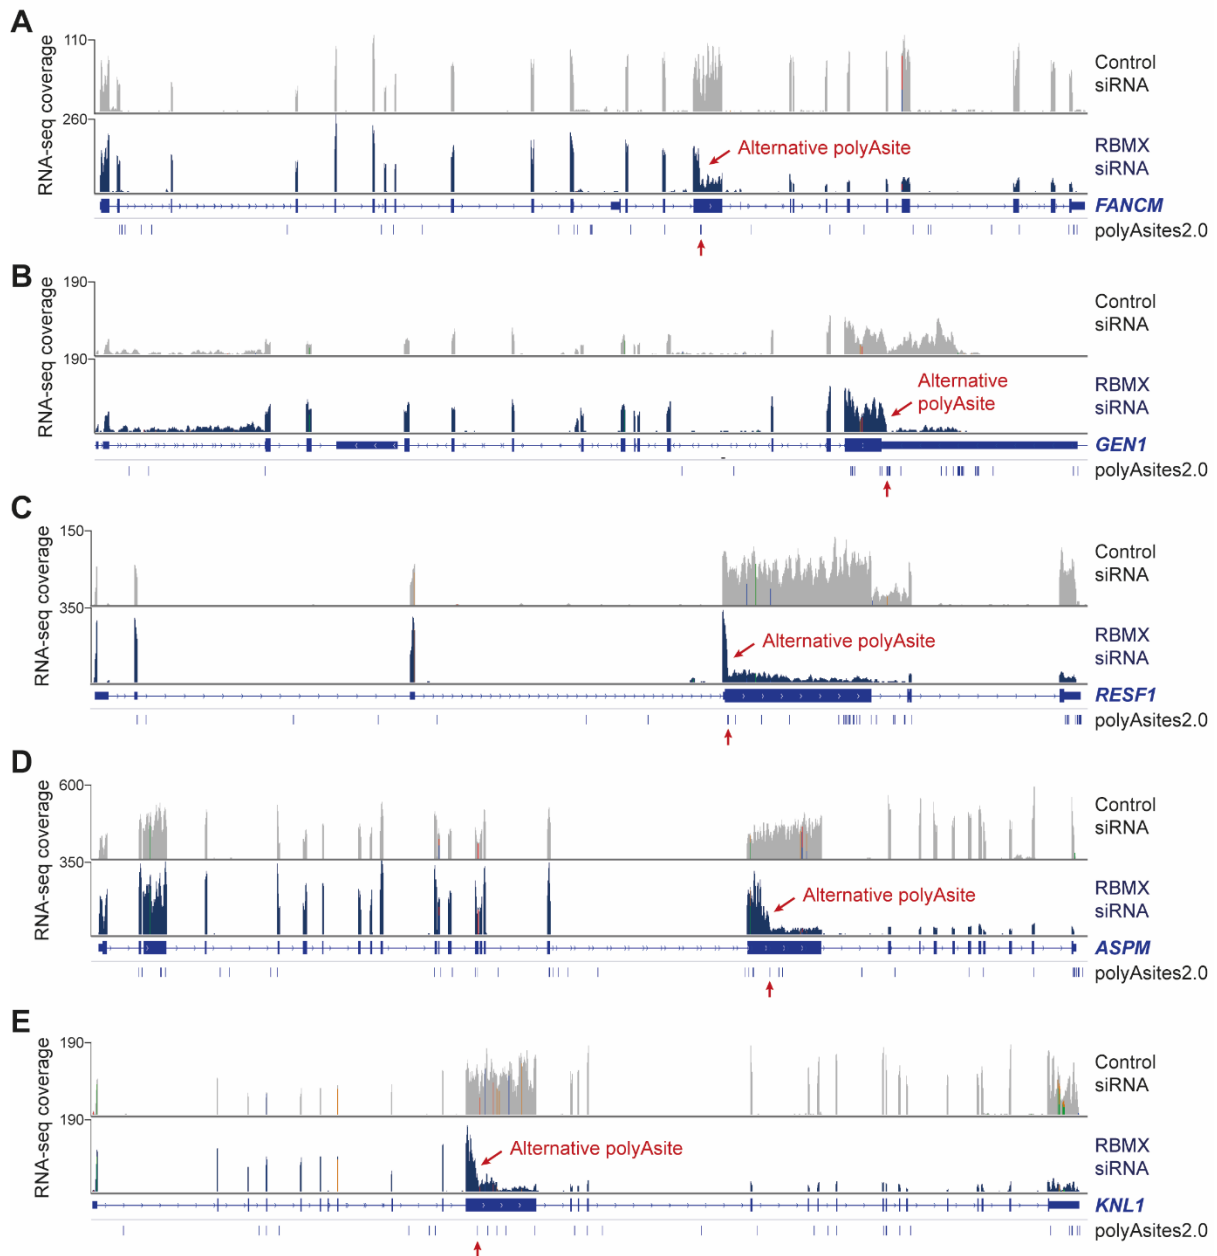 A
RNA-seq coverage
110
Control
siRNA
260
Alternative polyAsite
RBMX
siRNA
FANCM
polyAsites2.0
B
RNA-seq coverage
190
Control
siRNA
190
Alternative
polyAsite
RBMX
siRNA
GEN1
polyAsites2.0
C
RNA-seq coverage
150
Control
siRNA
350
Alternative polyAsite
RBMX
siRNA
RESF1
polyAsites2.0
D
RNA-seq coverage
600
Control
siRNA
350
Alternative polyAsite
RBMX
siRNA
ASPM
polyAsites2.0
E
RNA-seq coverage
190
Control
siRNA
190
Alternative polyAsite
RBMX
siRNA
KNL1
polyAsites2.0